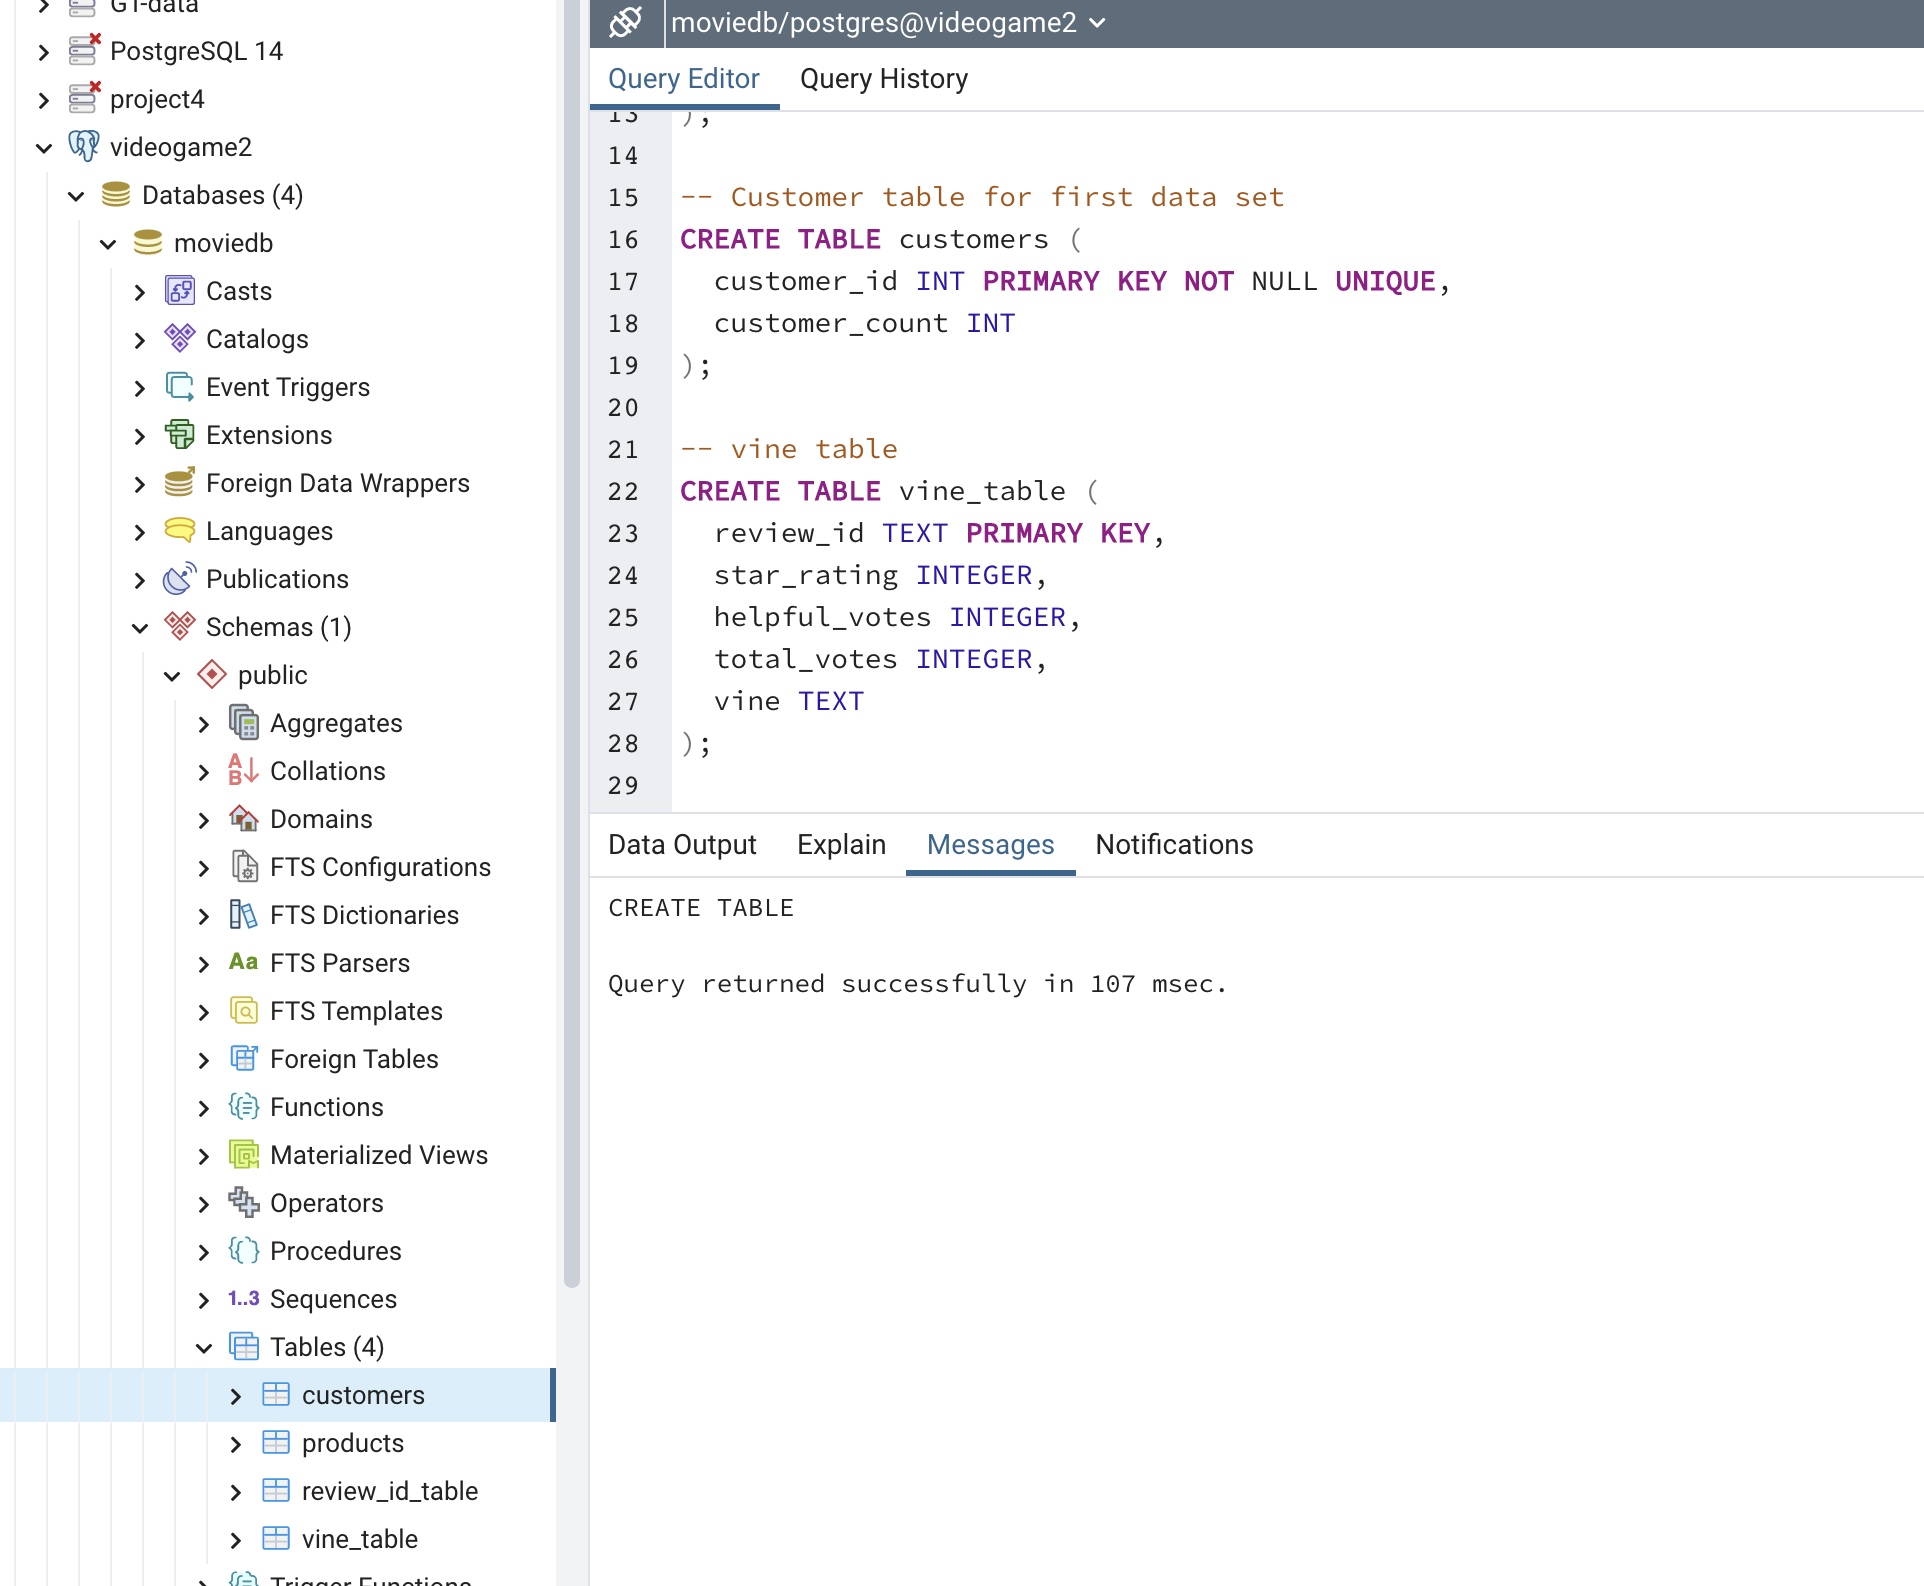 GT-data
PostgreSQL 14
project4
videogame2
Databases (4)
moviedb
Casts
Catalogs
Event Triggers
Extensions
Foreign Data Wrappers
Languages
Publications
Schemas (1)
public
Aggregates
Collations
Domains
FTS Configurations
FTS Dictionaries
Aa FTS Parsers
FTS Templates
Foreign Tables
Functions
Materialized Views
Operators
Procedures
1..3 Sequences
Tables (4)
customers
products
review_id_table
vine_table
Trigger Functions
moviedb/postgres@videogame2
Query Editor Query History
13 );
14
15 -- Customer table for first data set
16 CREATE TABLE customers (
17 customer_id INT PRIMARY KEY NOT NULL UNIQUE,
18 customer_count INT
19 );
20
21 -- vine table
22 CREATE TABLE vine_table (
23 review_id TEXT PRIMARY KEY,
24 star_rating INTEGER,
25 helpful_votes INTEGER,
26 total_votes INTEGER,
27 vine TEXT
28 );
29
Data Output Explain Messages Notifications
CREATE TABLE
Query returned successfully in 107 msec.